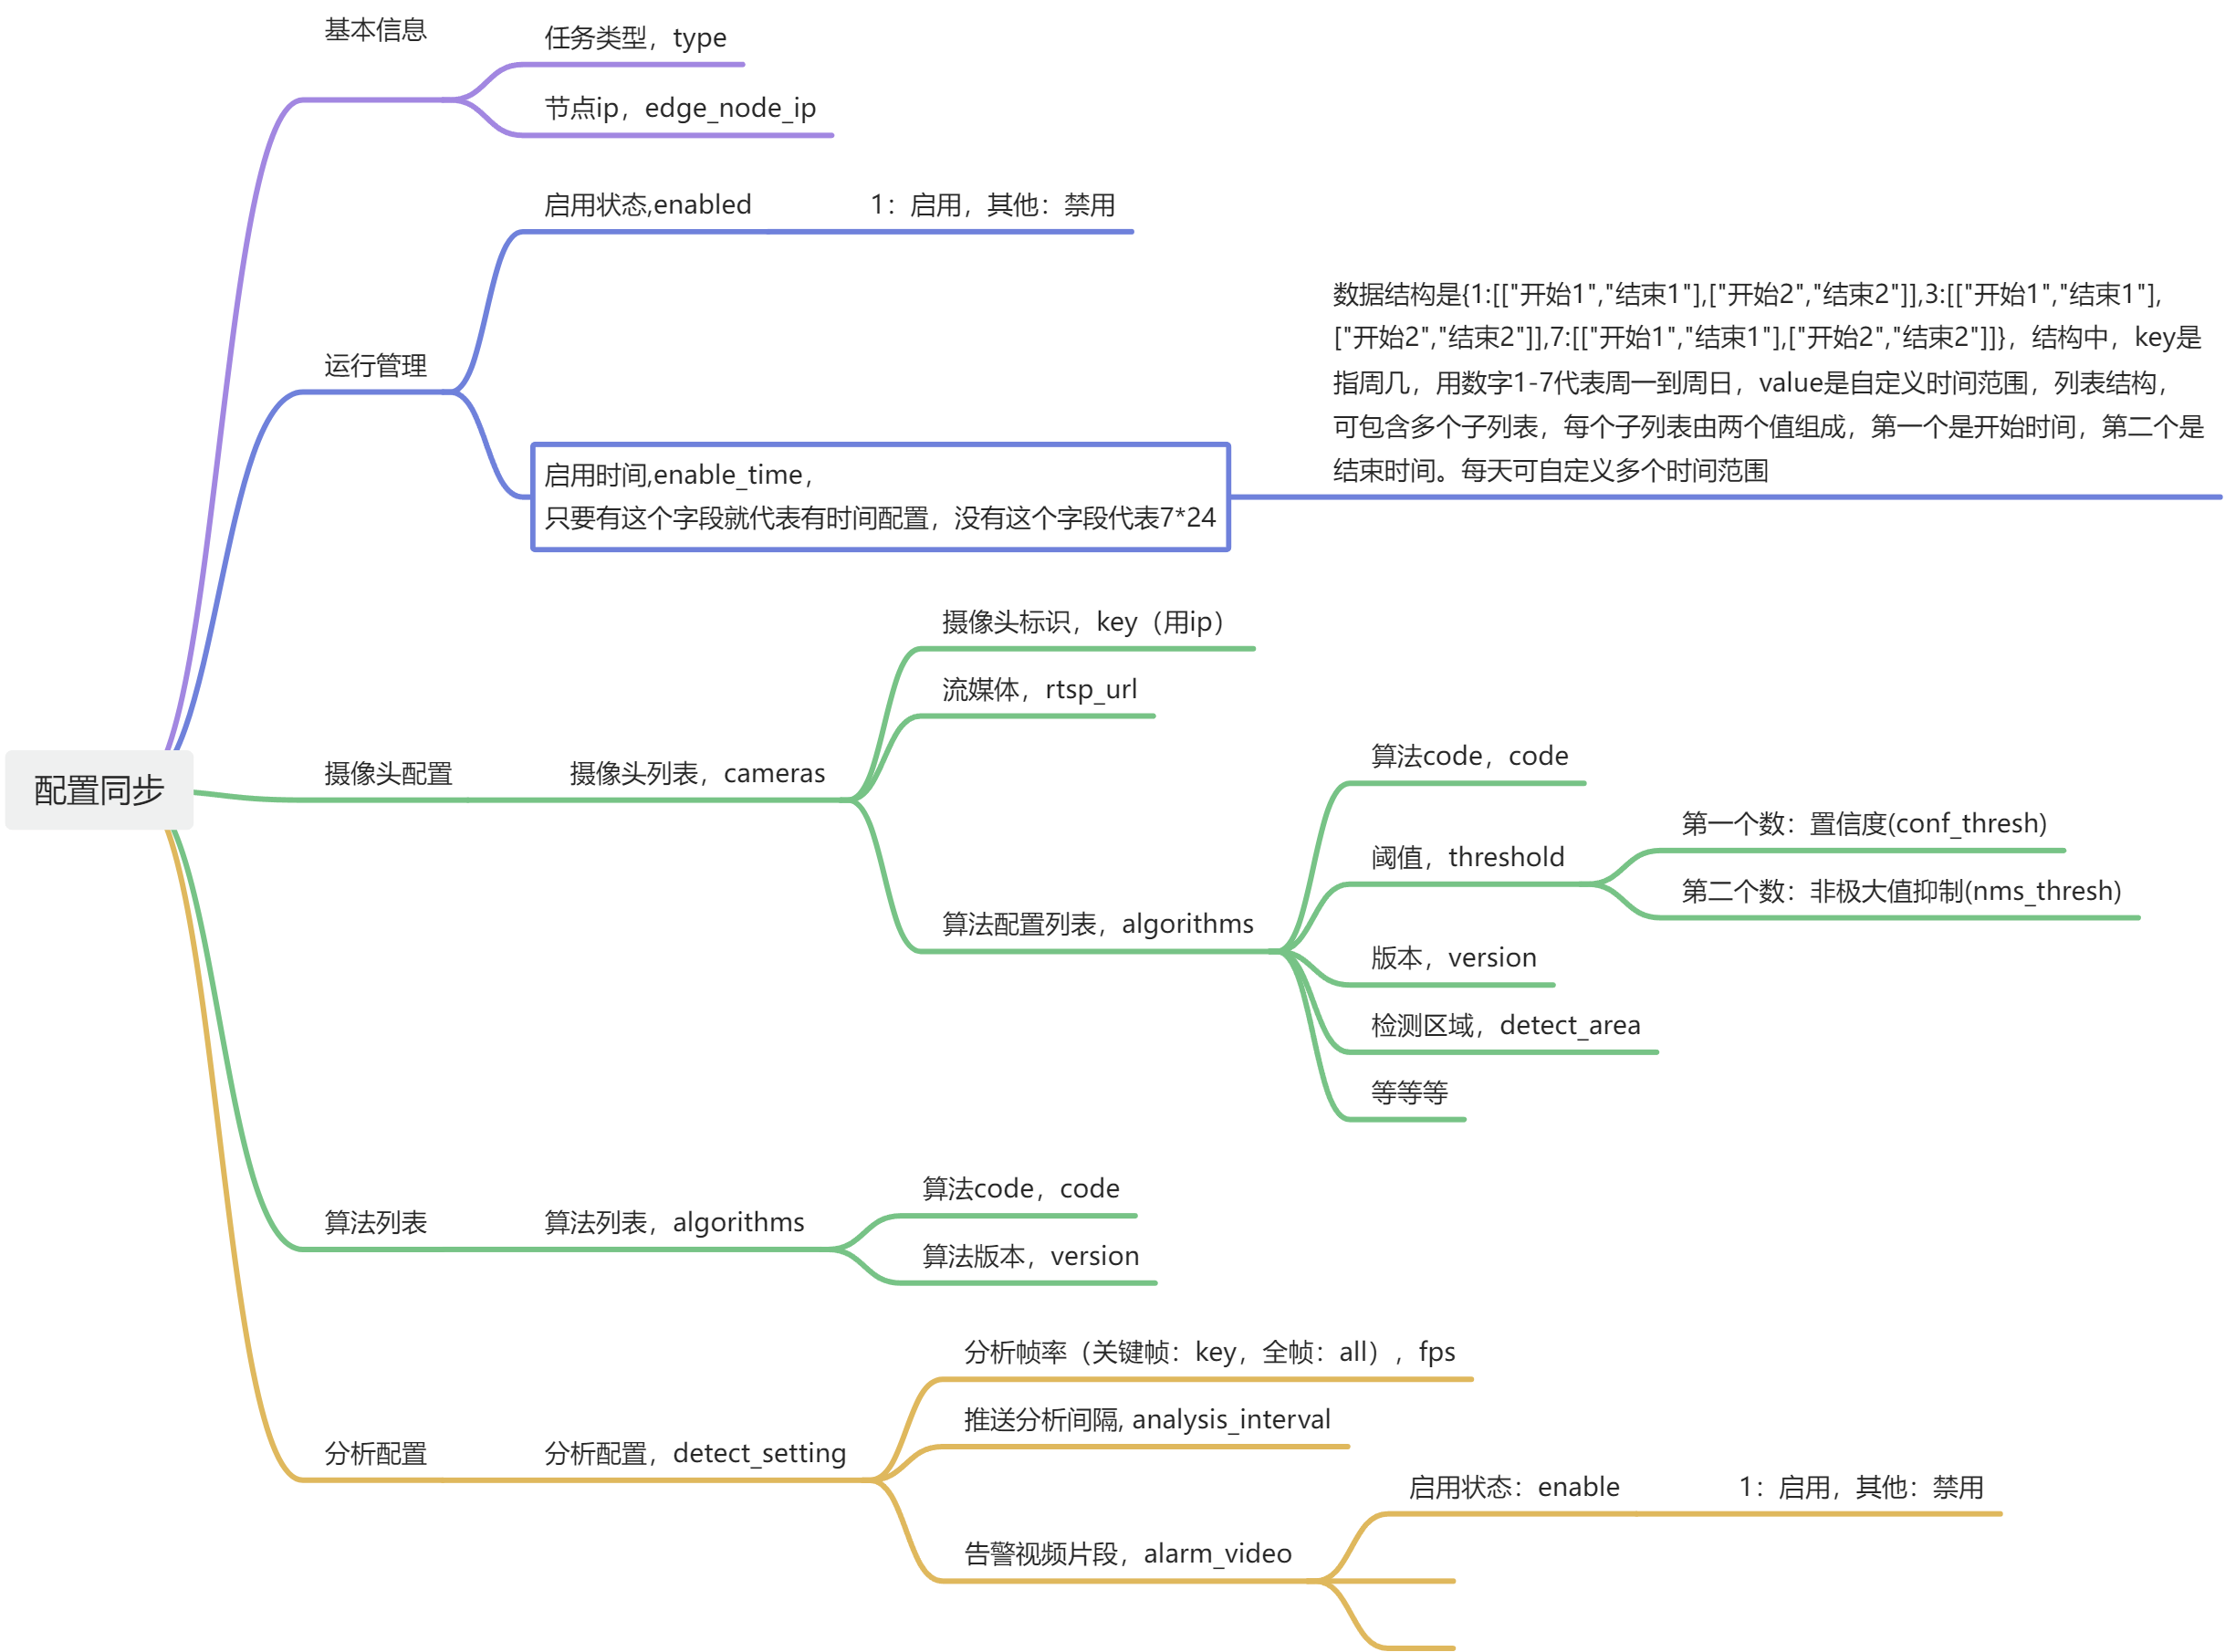 基本信息
任务类型，type
节点ip，edge_node_ip
启用状态,enabled
1：启用，其他：禁用
运行管理
启用时间,enable_time，
只要有这个字段就代表有时间配置，没有这个字段代表7*24
数据结构是{1:[["开始1","结束1"],["开始2","结束2"]],3:[["开始1","结束1"],
["开始2","结束2"]],7:[["开始1","结束1"],["开始2","结束2"]]}，结构中，key是
指周几，用数字1-7代表周一到周日，value是自定义时间范围，列表结构，
可包含多个子列表，每个子列表由两个值组成，第一个是开始时间，第二个是
结束时间。每天可自定义多个时间范围
配置同步
摄像头配置
摄像头列表，cameras
摄像头标识，key（用ip）
流媒体，rtsp_url
算法配置列表，algorithms
算法code，code
阈值，threshold
第一个数：置信度(conf_thresh)
第二个数：非极大值抑制(nms_thresh)
版本，version
检测区域，detect_area
等等等
算法列表
算法列表，algorithms
算法code，code
算法版本，version
分析配置
分析配置，detect_setting
分析帧率（关键帧：key，全帧：all），fps
推送分析间隔, analysis_interval
告警视频片段，alarm_video
启用状态：enable
1：启用，其他：禁用